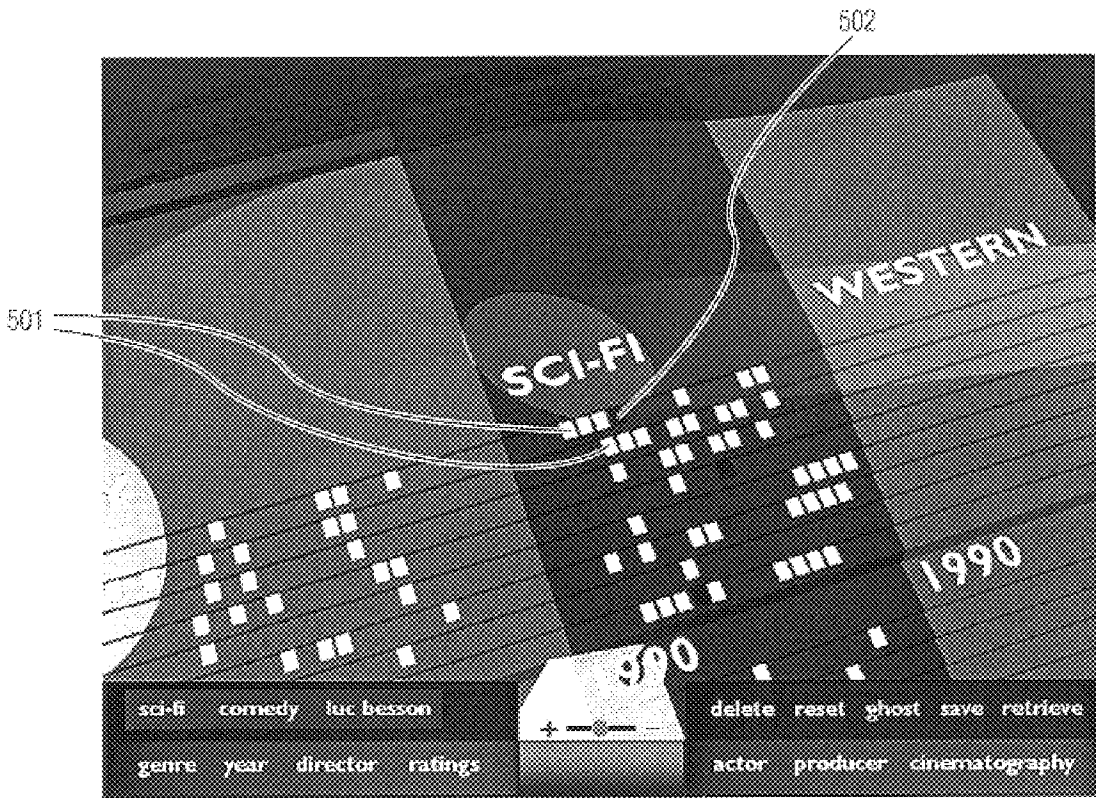 502
WESTERN
501
SCI-FI
1990
990
sci-fi comedy luc besson
delete reset ghost save retrieve
+ −
genre year director ratings
actor producer cinematography